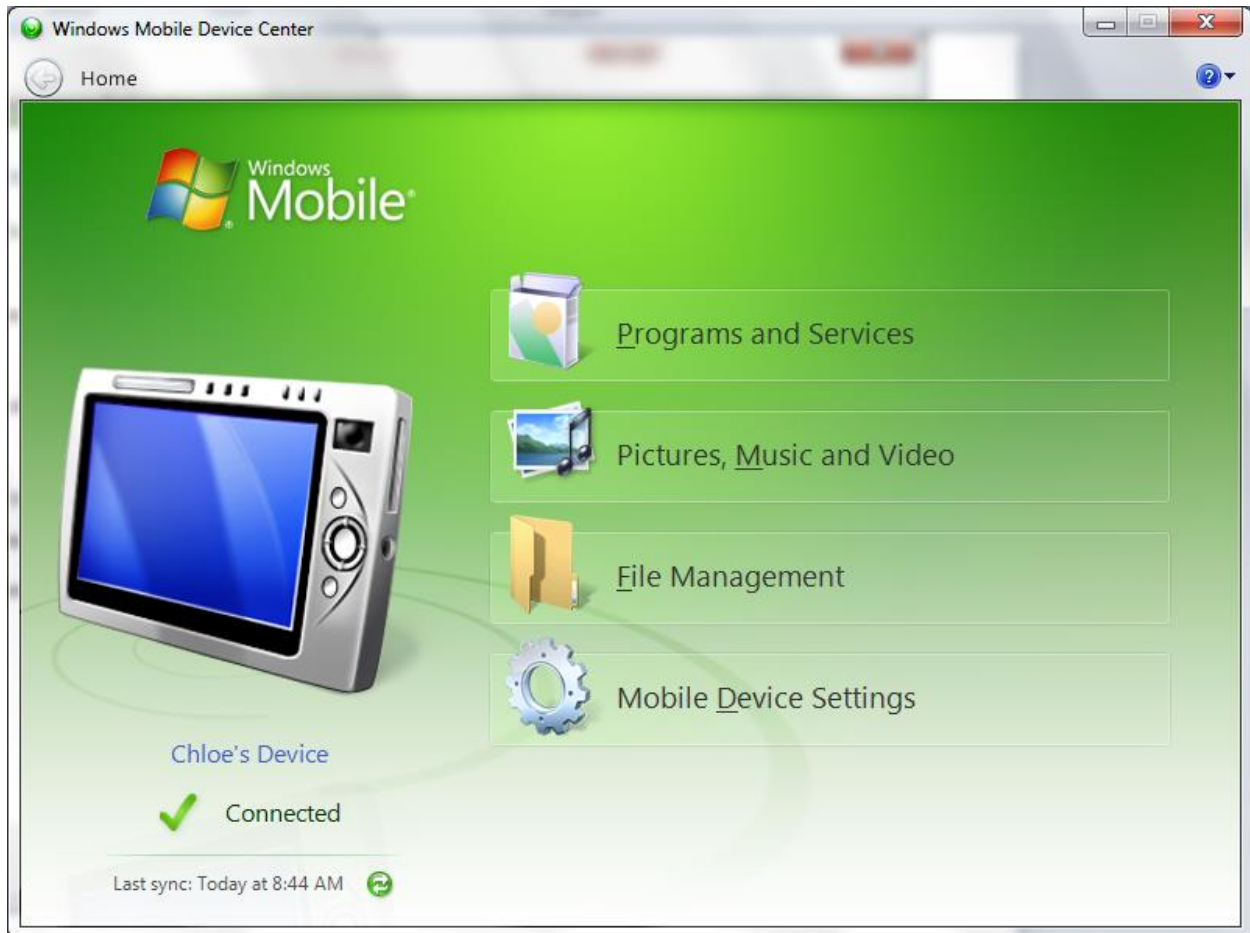 Windows Mobile Device Center
Home
Windows
Mobile®
Programs and Services
Pictures, Music and Video
File Management
Mobile Device Settings
Chloe's Device
Connected
Last sync: Today at 8:44 AM